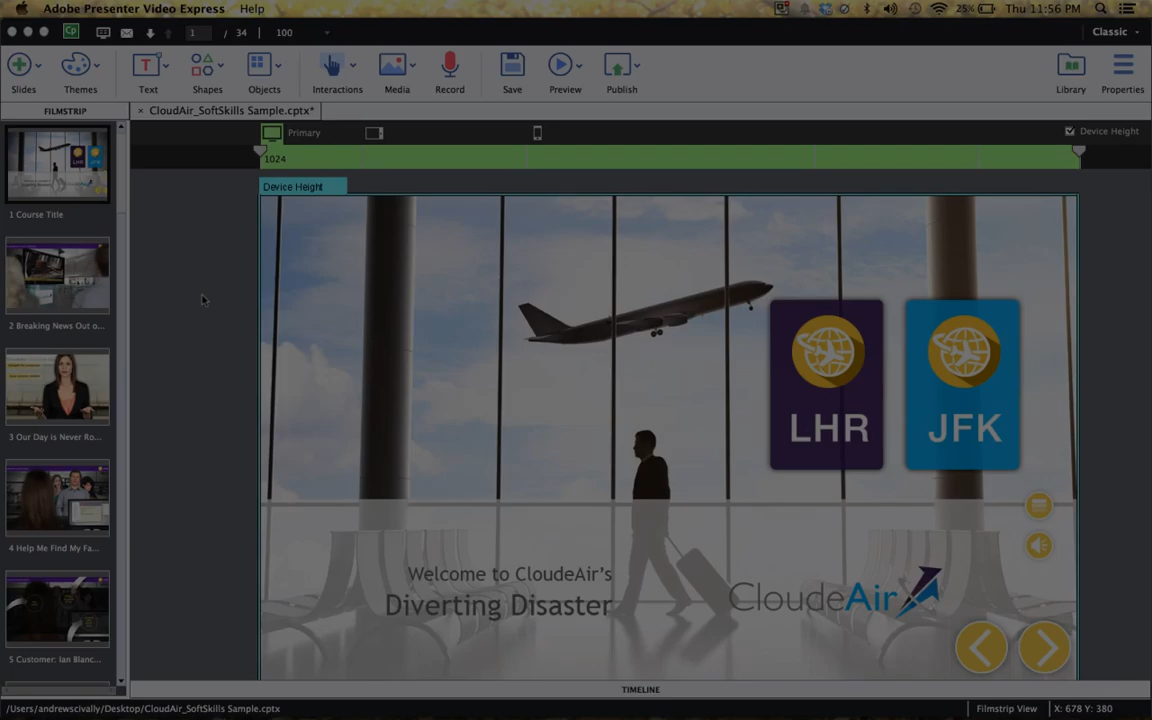 Adobe Presenter Video Express Help 25% Thu 11:56 PM
Cp 1 / 34 100 Classic
Slides Themes Text Shapes Objects Interactions Media Record Save Preview Publish Library Properties
FILMSTRIP × CloudAir_SoftSkills Sample.cptx*
Primary Device Height
1024
Device Height
1 Course Title
2 Breaking News Out o...
3 Our Day is Never Ro...
4 Help Me Find My Fa...
5 Customer: Ian Blanc...
LHR JFK
Welcome to CloudeAir's
Diverting Disaster
CloudeAir
TIMELINE
/Users/andrewscivally/Desktop/CloudAir_SoftSkills Sample.cptx Filmstrip View X: 678 Y: 380